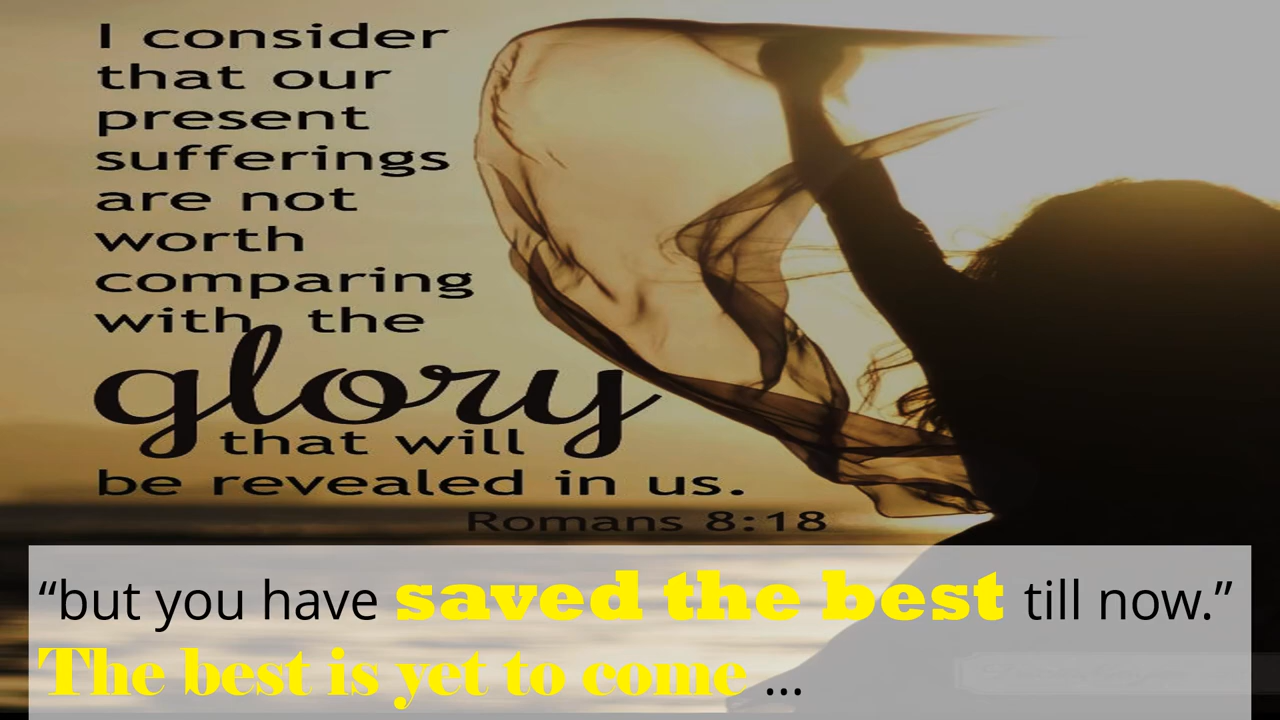 I consider
that our
present
sufferings
are not
worth
comparing
with the
glory
that will
be revealed in us.
Romans 8:18
“but you have saved the best till now.”
The best is yet to come ...